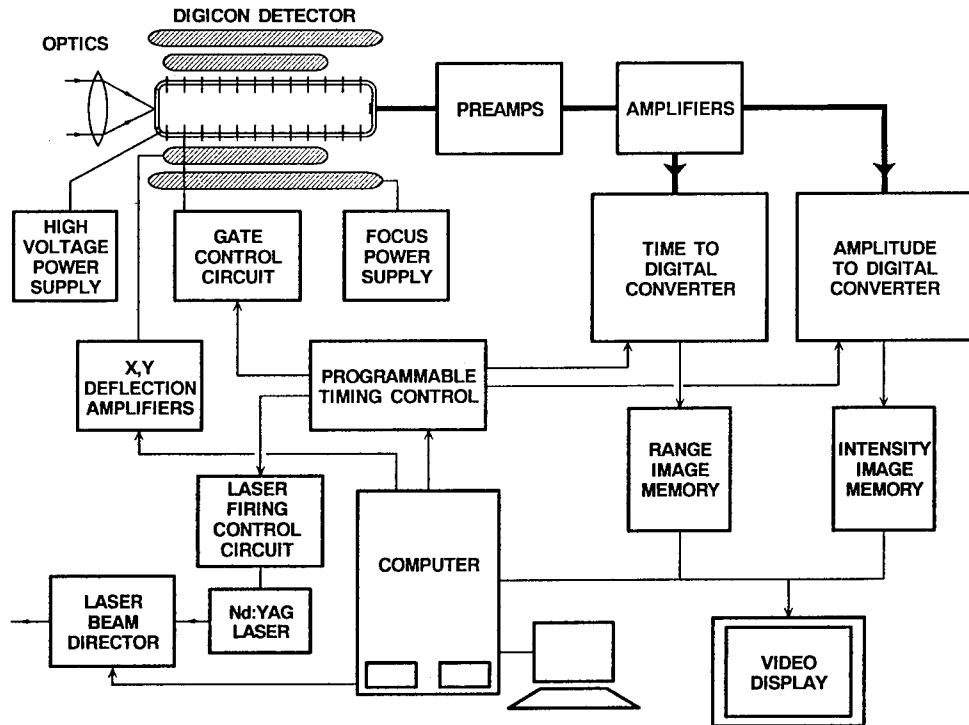 DIGICON DETECTOR
OPTICS
PREAMPS
AMPLIFIERS
HIGH
VOLTAGE
POWER
SUPPLY
GATE
CONTROL
CIRCUIT
FOCUS
POWER
SUPPLY
TIME TO
DIGITAL
CONVERTER
AMPLITUDE
TO DIGITAL
CONVERTER
X,Y
DEFLECTION
AMPLIFIERS
PROGRAMMABLE
TIMING CONTROL
RANGE
IMAGE
MEMORY
INTENSITY
IMAGE
MEMORY
LASER
FIRING
CONTROL
CIRCUIT
COMPUTER
LASER
BEAM
DIRECTOR
Nd:YAG
LASER
VIDEO
DISPLAY